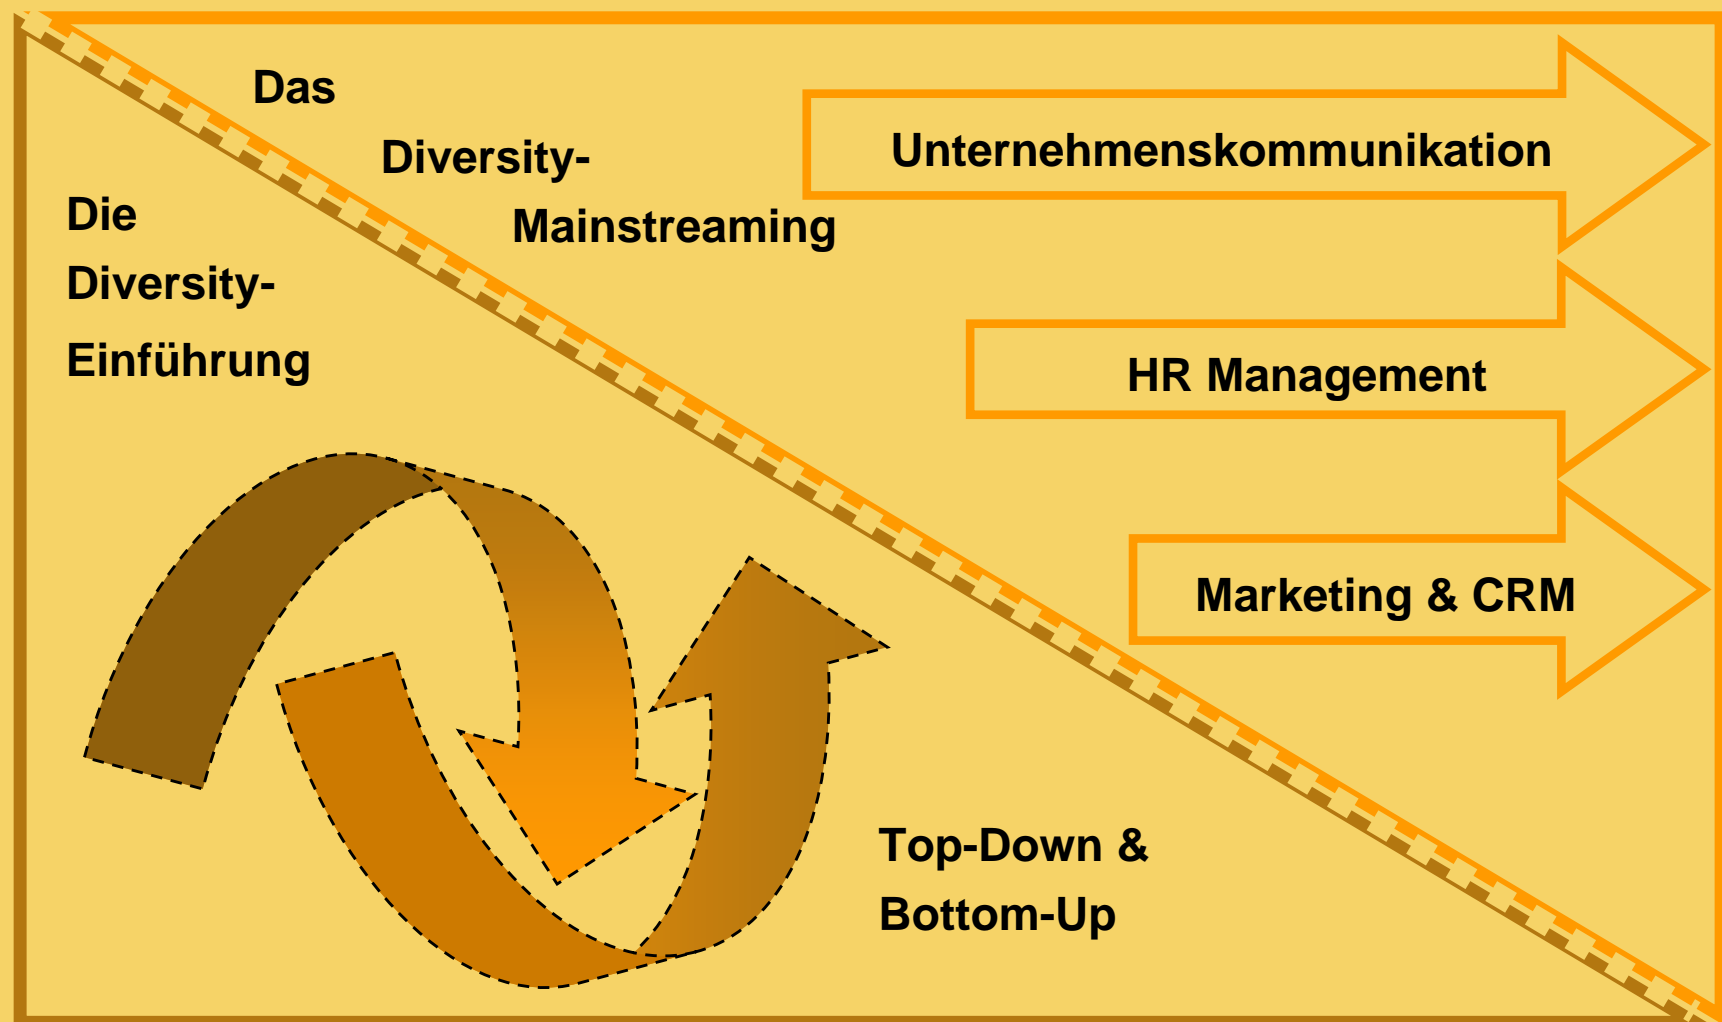 Das
Diversity-
Mainstreaming
Unternehmenskommunikation
Die
Diversity-
Einführung
HR Management
Marketing & CRM
Top-Down &
Bottom-Up